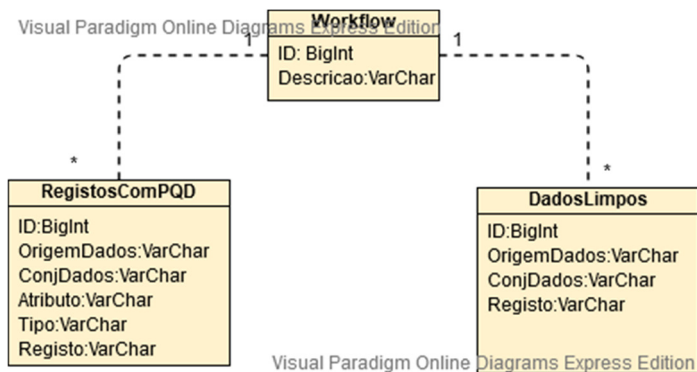 Visual Paradigm Online Diagrams Express Edition
Workflow
ID: BigInt
Descricao:VarChar
1
1
*
*
RegistosComPQD
ID:BigInt
OrigemDados:VarChar
ConjDados:VarChar
Atributo:VarChar
Tipo:VarChar
Registo:VarChar
DadosLimpos
ID:BigInt
OrigemDados:VarChar
ConjDados:VarChar
Registo:VarChar
Visual Paradigm Online Diagrams Express Edition